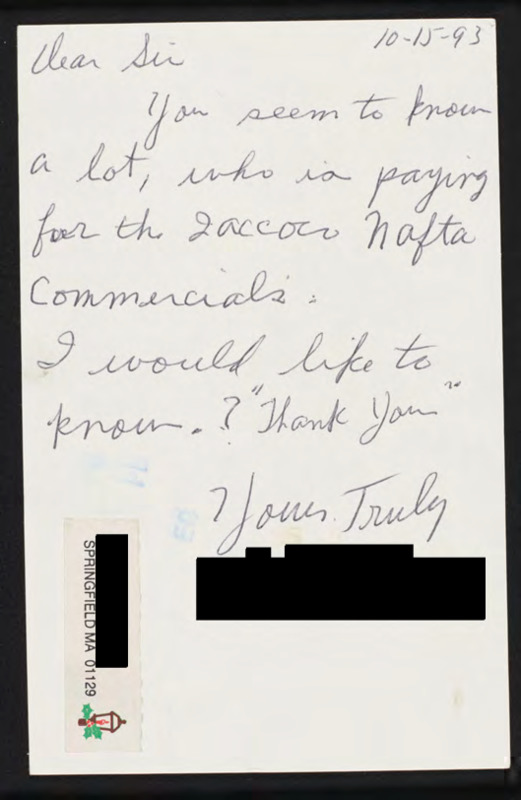 10-15-93
Dear Sir
You seem to know
a lot, who is paying
for the Iaccoco Nafta
Commercials.
I would like to
know.? "Thank You"
Yours Truly
SPRINGFIELD MA 01129